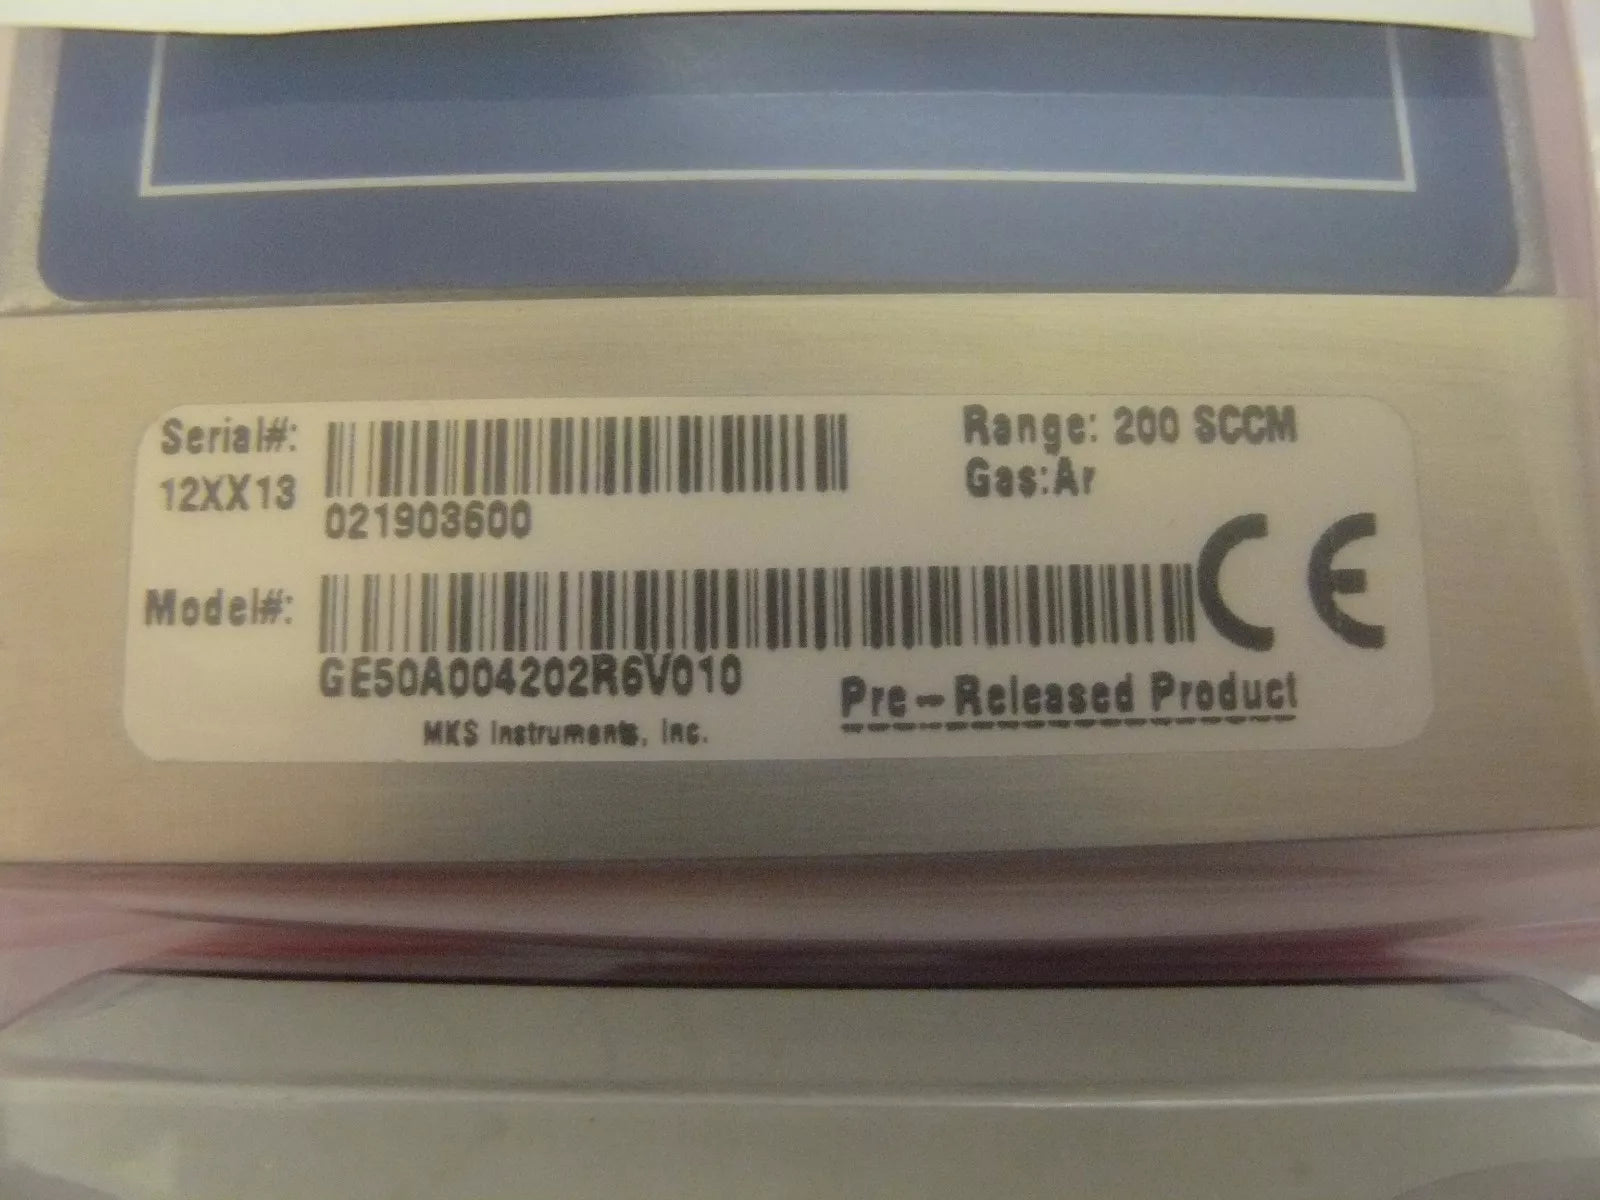 Serial#:
12XX13
021903600
Range: 200 SCCM
Gas:Ar
Model#:
GE50A004202R6V010
MKS Instruments, Inc.
Pre-Released Product
CE